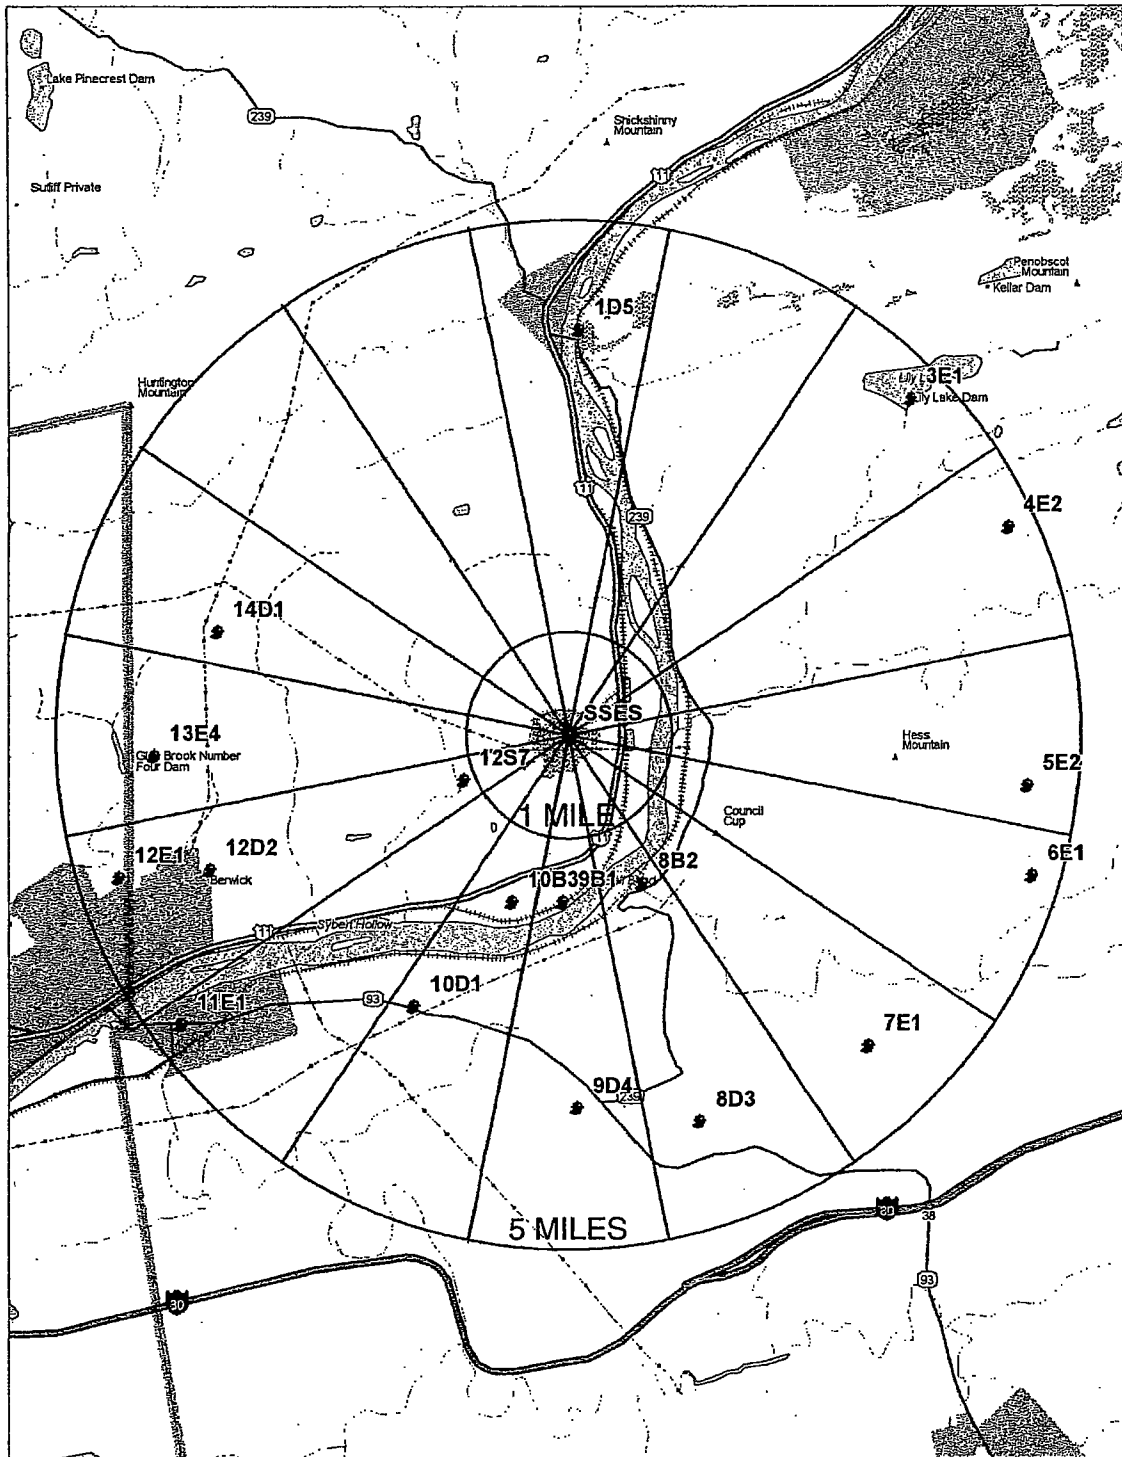 Lake Pinecrest Dam
239
Shickshinny
Mountain
11
Sutliff Private
Penobscot
Mountain
Kellar Dam
1D5
Huntington
Mountain
3E1
Lily Lake Dam
11
239
4E2
14D1
SSES
13E4
Brook Number
Four Dam
Hess
Mountain
12S7
5E2
1 MILE
Council
Cup
11
12E1
12D2
Berwick
8B2
6E1
10B39B1
11
Sybert Hollow
10D1
93
11E1
7E1
9D4
239
8D3
5 MILES
80
38
93
80